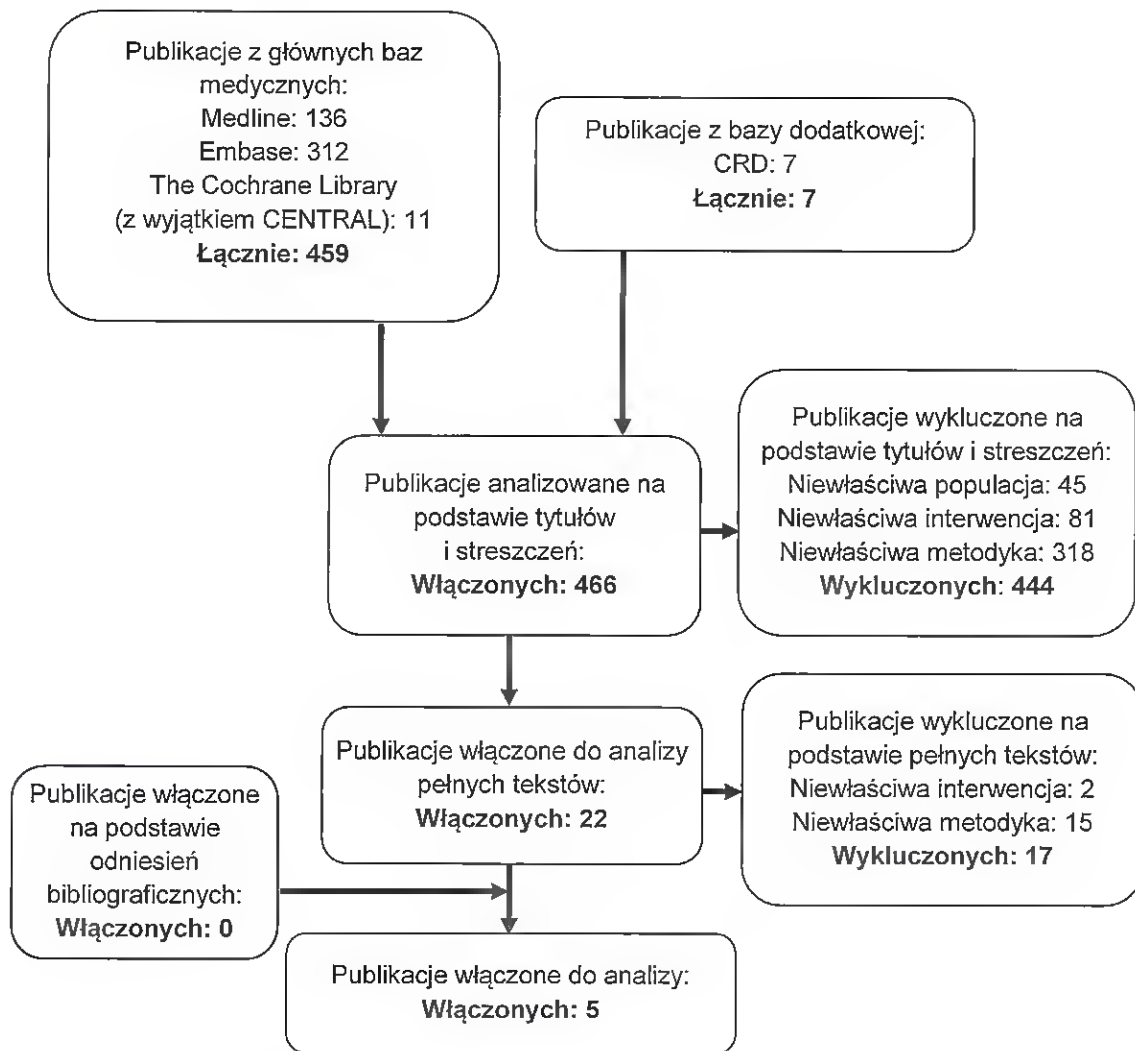 Publikacje z głównych baz
medycznych:
Medline: 136
Embase: 312
The Cochrane Library
(z wyjątkiem CENTRAL): 11
Łącznie: 459
Publikacje z bazy dodatkowej:
CRD: 7
Łącznie: 7
Publikacje analizowane na
podstawie tytułów
i streszczeń:
Włączonych: 466
Publikacje wykluczone na
podstawie tytułów i streszczeń:
Niewłaściwa populacja: 45
Niewłaściwa interwencja: 81
Niewłaściwa metodyka: 318
Wykluczonych: 444
Publikacje włączone do analizy
pełnych tekstów:
Włączonych: 22
Publikacje wykluczone na
podstawie pełnych tekstów:
Niewłaściwa interwencja: 2
Niewłaściwa metodyka: 15
Wykluczonych: 17
Publikacje włączone
na podstawie
odniesień
bibliograficznych:
Włączonych: 0
Publikacje włączone do analizy:
Włączonych: 5